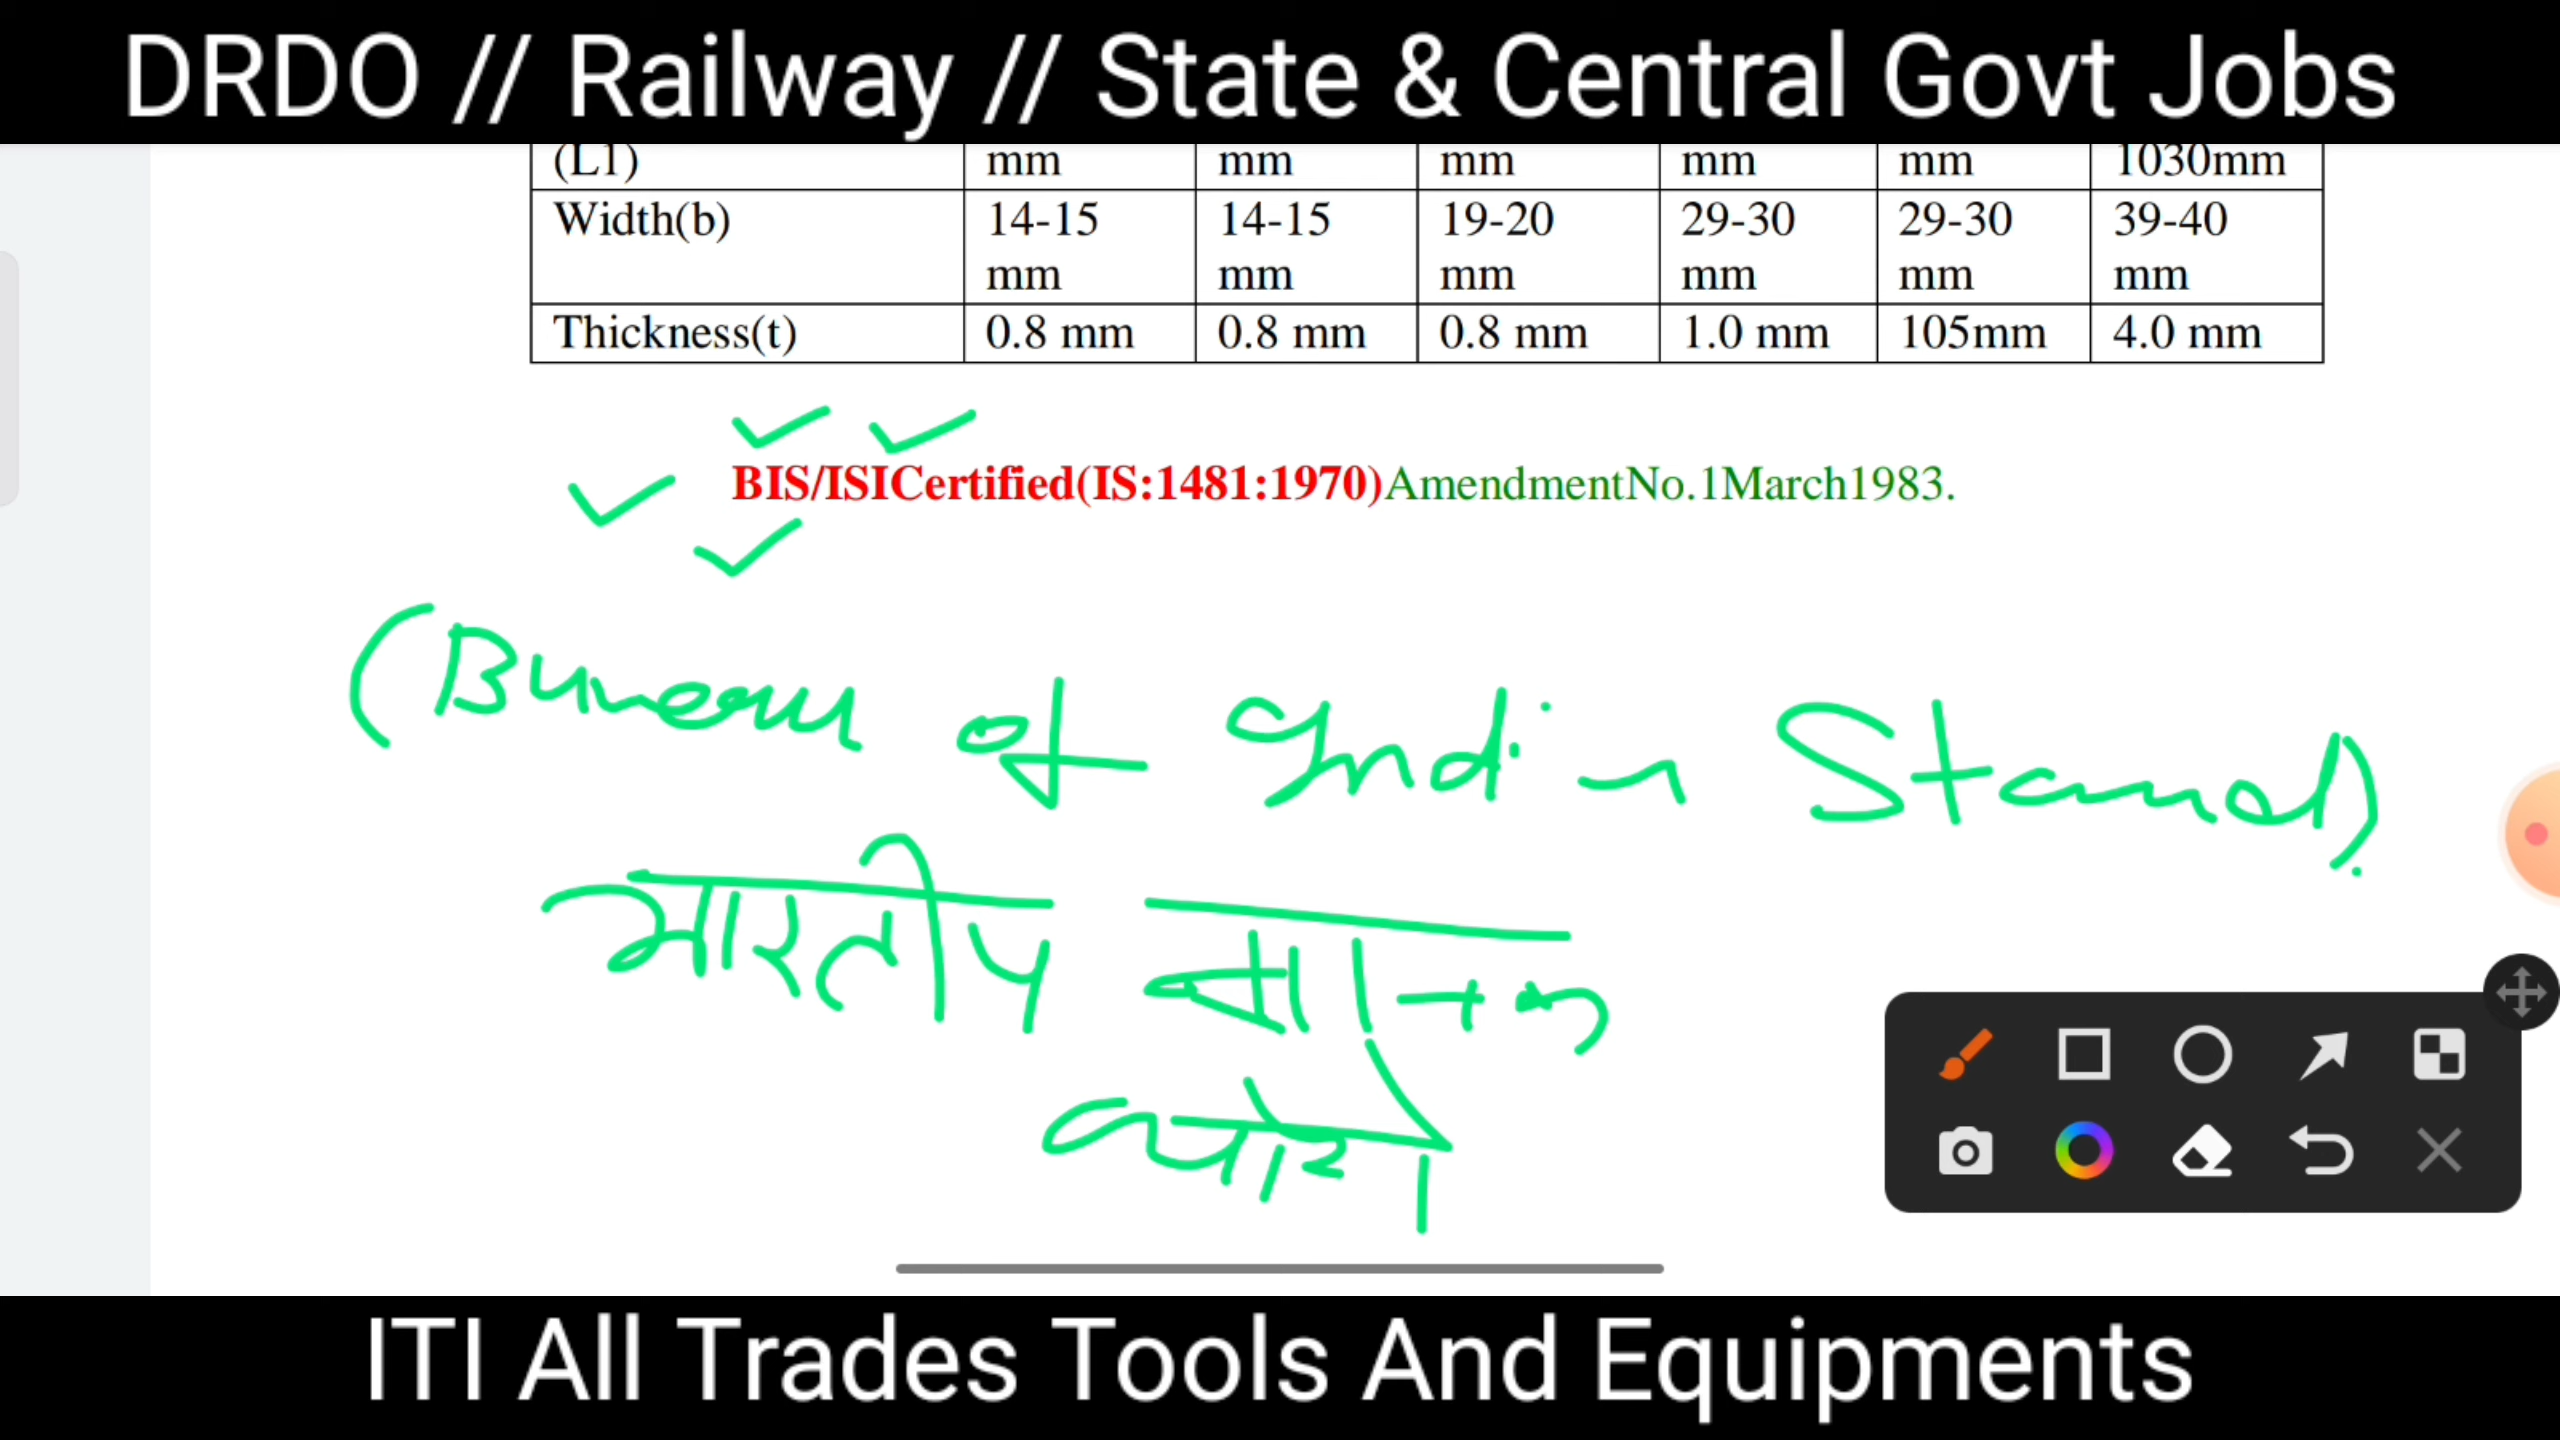 DRDO // Railway // State & Central Govt Jobs
(L1) mm mm mm mm mm 1030mm
Width(b) 14-15 mm 14-15 mm 19-20 mm 29-30 mm 29-30 mm 39-40 mm
Thickness(t) 0.8 mm 0.8 mm 0.8 mm 1.0 mm 105mm 4.0 mm
BIS/ISICertified(IS:1481:1970)AmendmentNo.1March1983.
(Bureau of Indian Stand)
भारतीय मानक
ब्योरो
ITI All Trades Tools And Equipments